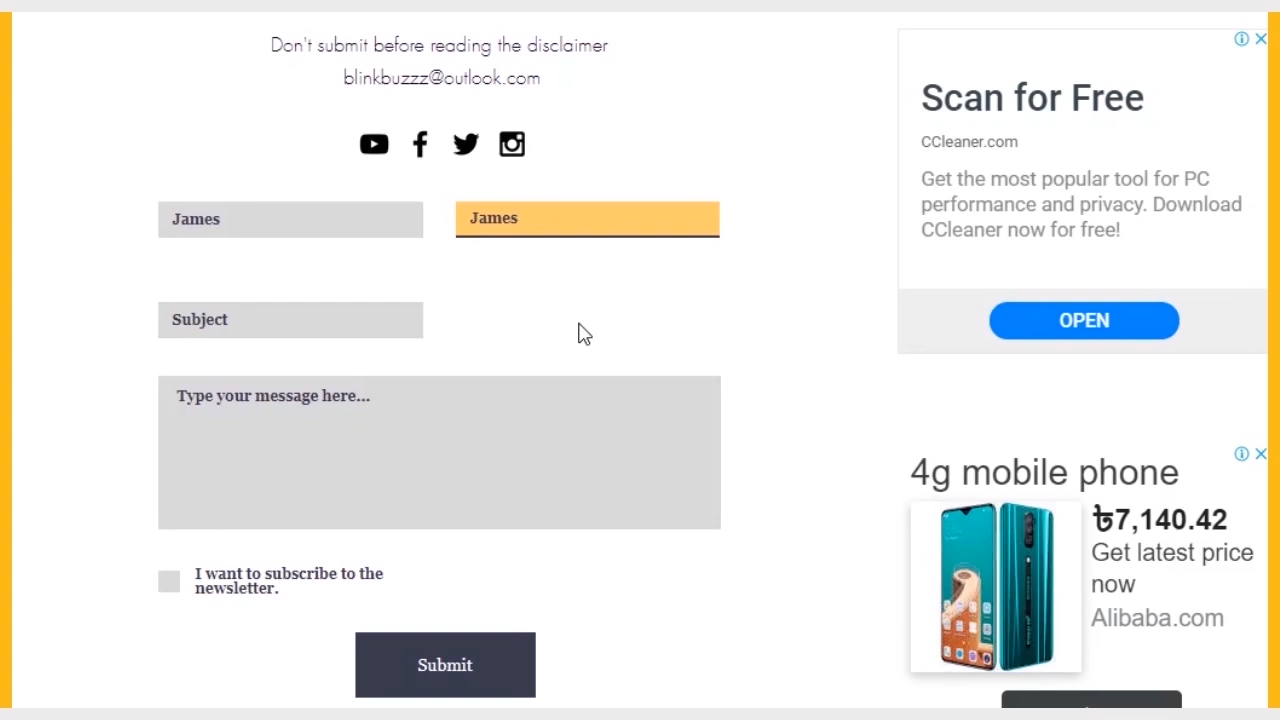 Don't submit before reading the disclaimer
blinkbuzzz@outlook.com
James
James
Subject
Type your message here...
I want to subscribe to the
newsletter.
Submit
Scan for Free
CCleaner.com
Get the most popular tool for PC
performance and privacy. Download
CCleaner now for free!
OPEN
4g mobile phone
৳7,140.42
Get latest price
now
Alibaba.com